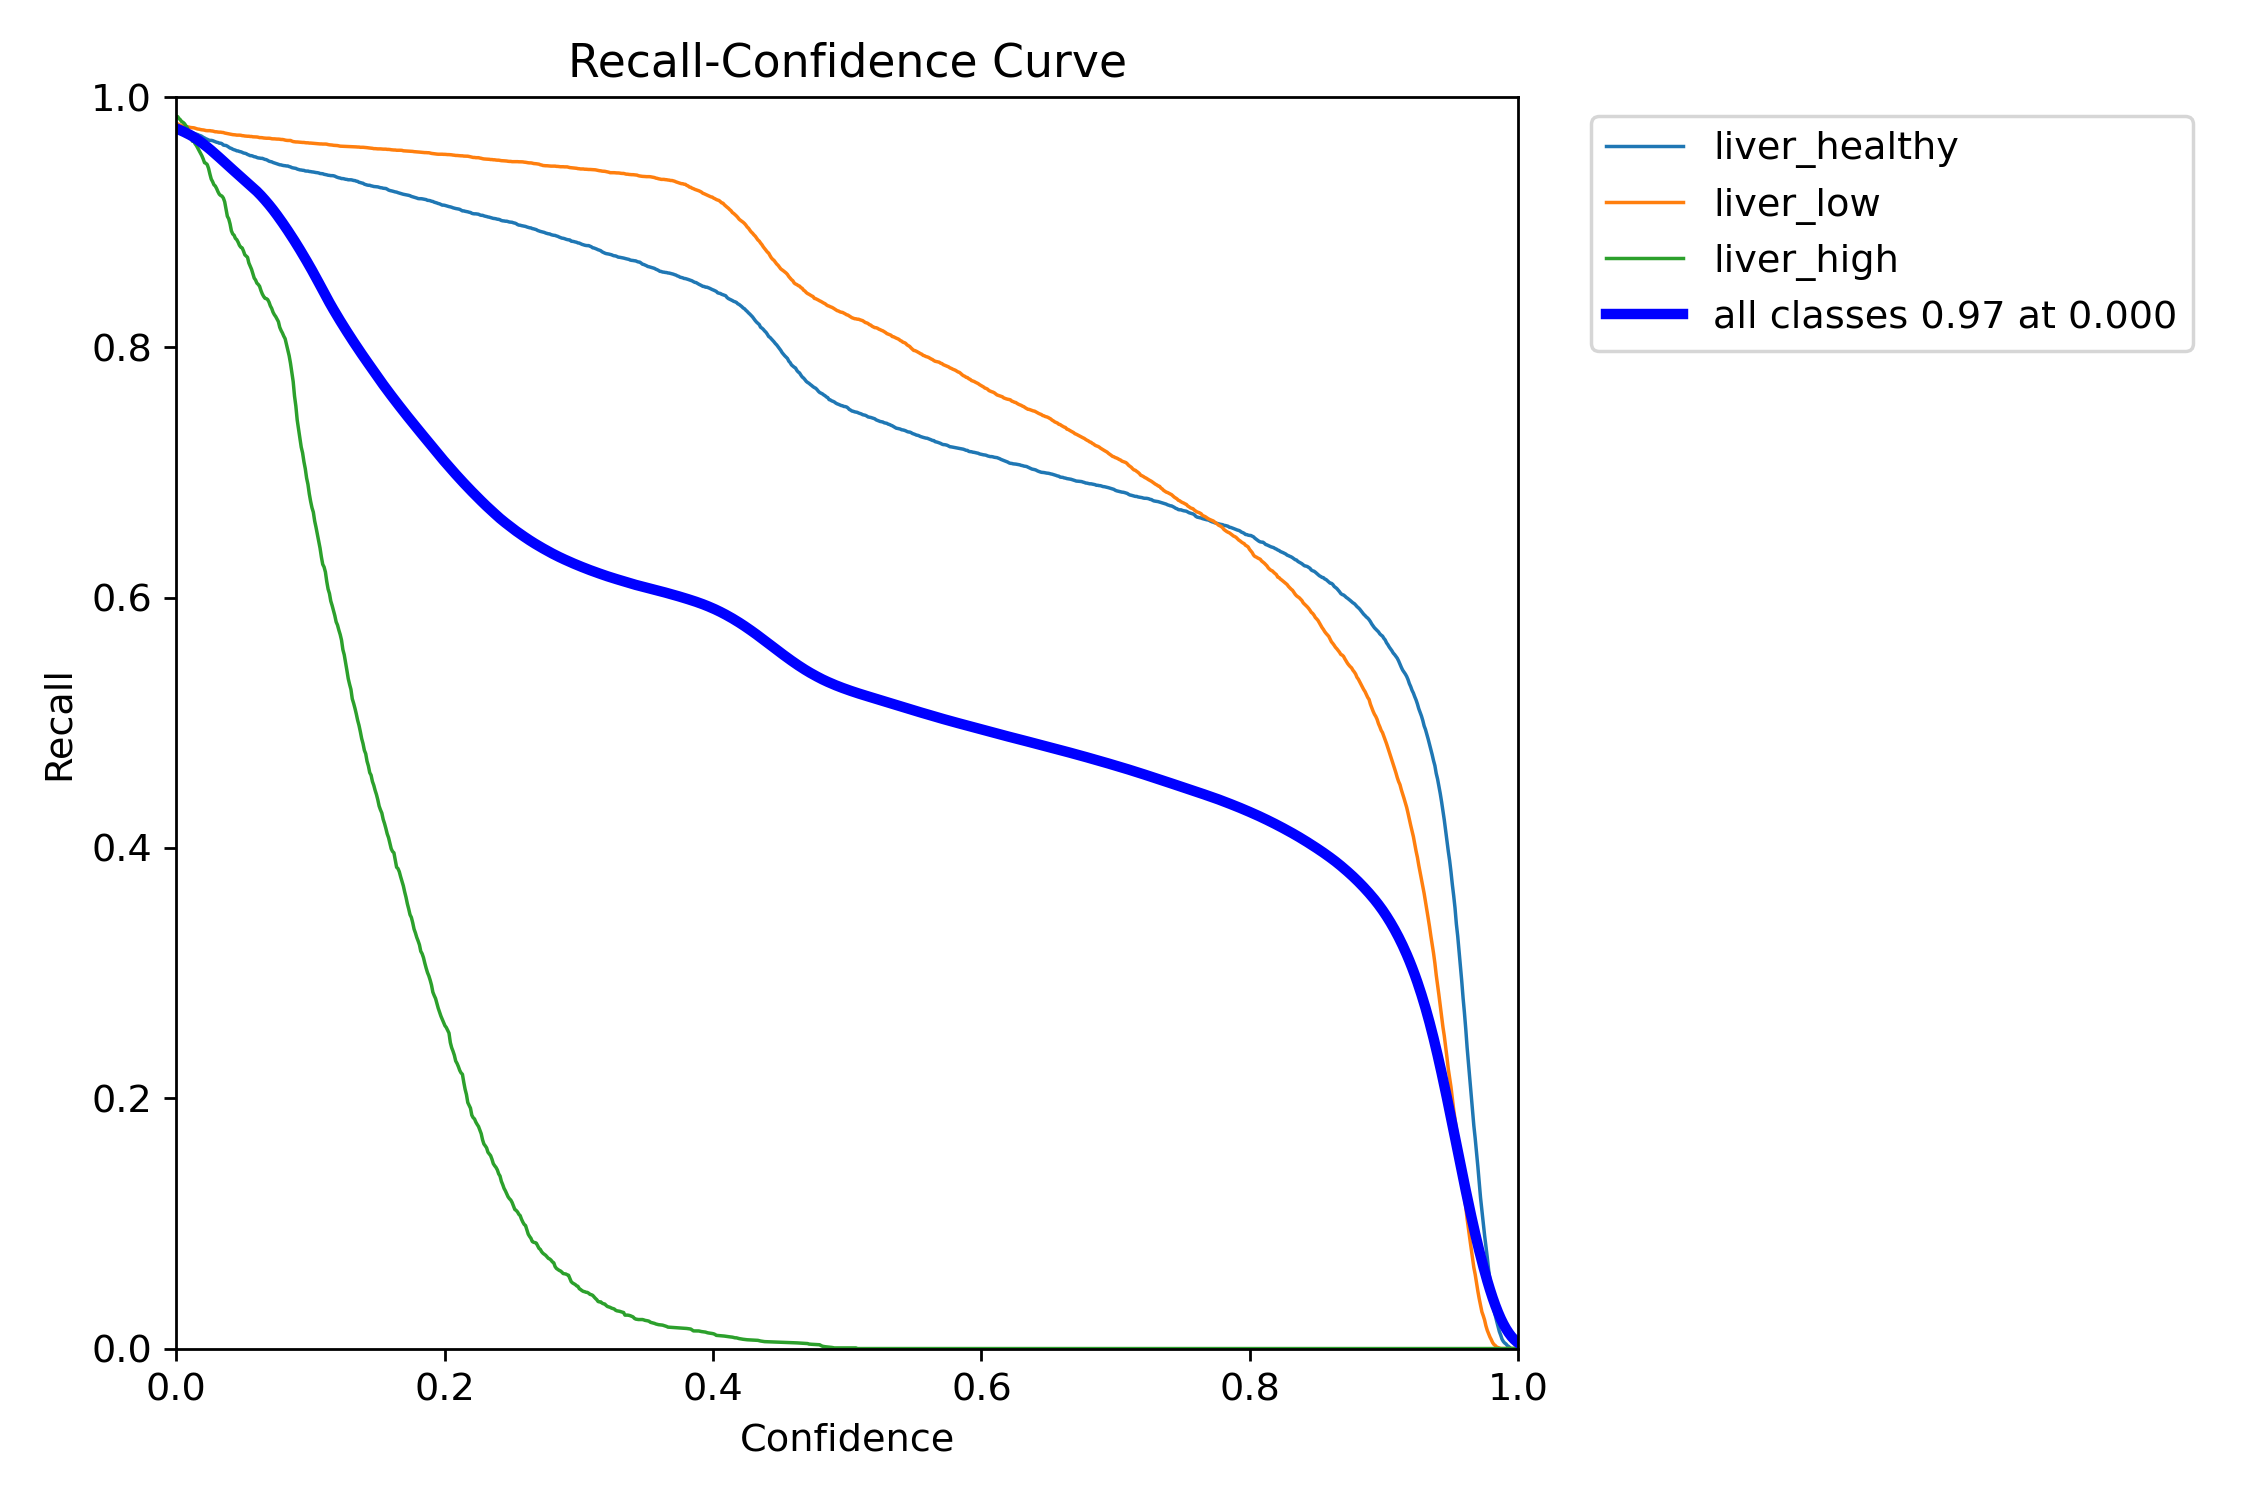 Recall-Confidence Curve
1.0
0.8
0.6
0.4
0.2
0.0
Recall
0.0 0.2 0.4 0.6 0.8 1.0
Confidence
liver_healthy
liver_low
liver_high
all classes 0.97 at 0.000